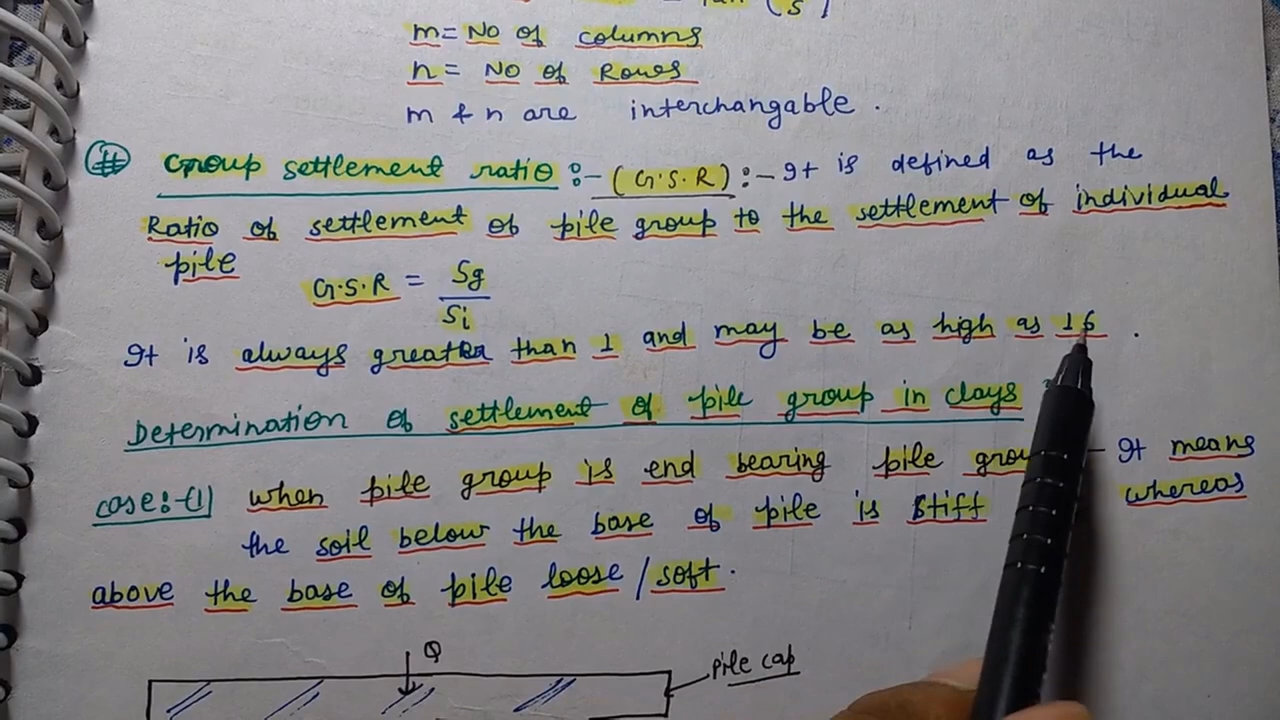 m = No of columns
n = No of Rows
m & n are interchangable.
# Group settlement ratio :- (G.S.R) :- It is defined as the
Ratio of settlement of pile group to the settlement of individual
pile
G.S.R = Sg / Si
It is always greater than 1 and may be as high as 16.
Determination of settlement of pile group in clays
case:-(1) when pile group is end bearing pile - It means
the soil below the base of pile is stiff whereas
above the base of pile loose/soft.
Q
pile cap